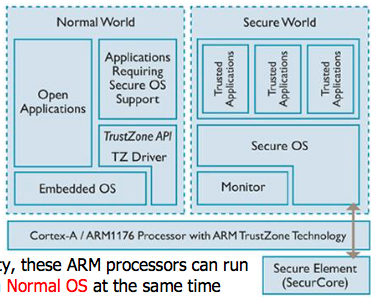 Normal World
Secure World
Open
Applications
Applications
Requiring
Secure OS
Support
TrustZone API
TZ Driver
Embedded OS
Trusted
Applications
Trusted
Applications
Trusted
Applications
Secure OS
Monitor
Cortex-A / ARM1176 Processor with ARM TrustZone Technology
Secure Element
(SecurCore)
these ARM processors can run
Normal OS at the same time